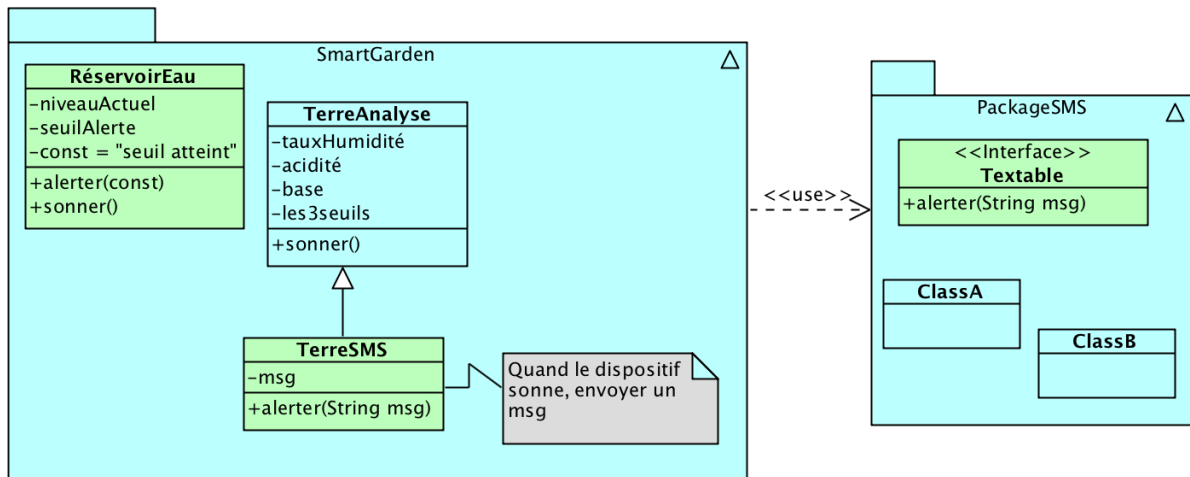 SmartGarden
RéservoirEau
-niveauActuel
-seuilAlerte
-const = "seuil atteint"
+alerter(const)
+sonner()
TerreAnalyse
-tauxHumidité
-acidité
-base
-les3seuils
+sonner()
TerreSMS
-msg
+alerter(String msg)
Quand le dispositif
sonne, envoyer un
msg
<<use>>
PackageSMS
<<Interface>>
Textable
+alerter(String msg)
ClassA
ClassB